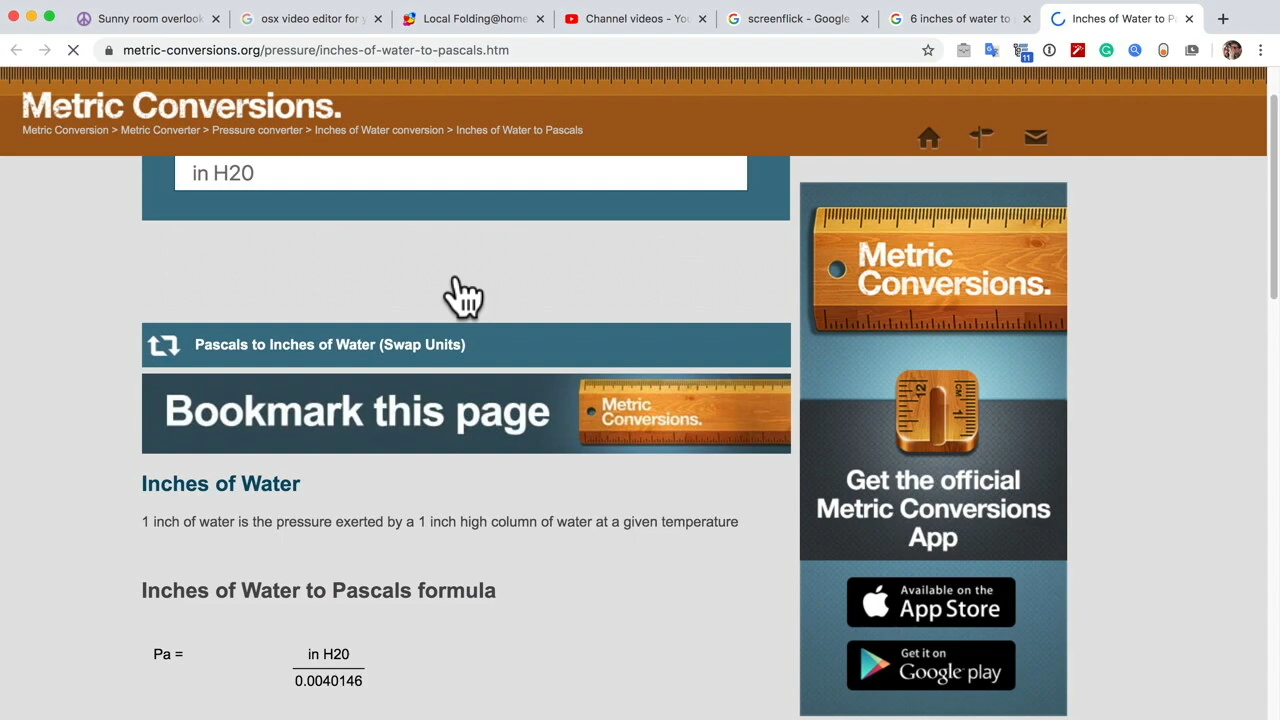 Sunny room overlook
osx video editor for y
Local Folding@home
Channel videos - You
screenflick - Google
6 inches of water to
Inches of Water to P
metric-conversions.org/pressure/inches-of-water-to-pascals.htm
11
Metric Conversions.
Metric Conversion > Metric Converter > Pressure converter > Inches of Water conversion > Inches of Water to Pascals
in H20
Metric
Conversions.
Pascals to Inches of Water (Swap Units)
Bookmark this page
Metric
Conversions.
12
CM 1
Inches of Water
1 inch of water is the pressure exerted by a 1 inch high column of water at a given temperature
Get the official
Metric Conversions
App
Inches of Water to Pascals formula
Available on the
App Store
Get it on
Google play
Pa =
in H20
0.0040146